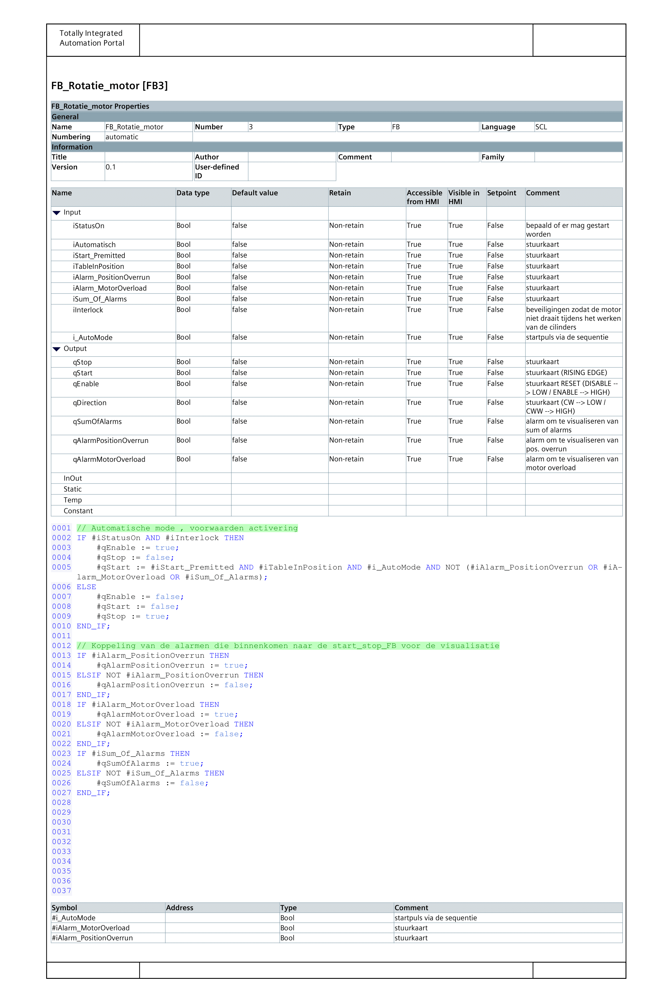 Totally Integrated
Automation Portal
FB_Rotatie_motor [FB3]
FB_Rotatie_motor Properties
General
Name FB_Rotatie_motor Number 3 Type FB Language SCL
Numbering automatic
Information
Title Author Comment Family
Version 0.1 User-defined
ID
Name Data type Default value Retain Accessible Visible in Setpoint Comment
from HMI HMI
Input
iStatusOn Bool false Non-retain True True False bepaald of er mag gestart
worden
iAutomatisch Bool false Non-retain True True False stuurkaart
iStart_Premitted Bool false Non-retain True True False stuurkaart
iTableInPosition Bool false Non-retain True True False stuurkaart
iAlarm_PositionOverrun Bool false Non-retain True True False stuurkaart
iAlarm_MotorOverload Bool false Non-retain True True False stuurkaart
iSum_Of_Alarms Bool false Non-retain True True False stuurkaart
iInterlock Bool false Non-retain True True False beveiligingen zodat de motor
niet draait tijdens het werken
van de cilinders
i_AutoMode Bool false Non-retain True True False startpuls via de sequentie
Output
qStop Bool false Non-retain True True False stuurkaart
qStart Bool false Non-retain True True False stuurkaart (RISING EDGE)
qEnable Bool false Non-retain True True False stuurkaart RESET (DISABLE --
> LOW / ENABLE --> HIGH)
qDirection Bool false Non-retain True True False stuurkaart (CW --> LOW /
CWW --> HIGH)
qSumOfAlarms Bool false Non-retain True True False alarm om te visualiseren van
sum of alarms
qAlarmPositionOverrun Bool false Non-retain True True False alarm om te visualiseren van
pos. overrun
qAlarmMotorOverload Bool false Non-retain True True False alarm om te visualiseren van
motor overload
InOut
Static
Temp
Constant
0001 // Automatische mode , voorwaarden activering
0002 IF #iStatusOn AND #iInterlock THEN
0003 #qEnable := true;
0004 #qStop := false;
0005 #qStart := #iStart_Premitted AND #iTableInPosition AND #i_AutoMode AND NOT (#iAlarm_PositionOverrun OR #iA-
larm_MotorOverload OR #iSum_Of_Alarms);
0006 ELSE
0007 #qEnable := false;
0008 #qStart := false;
0009 #qStop := true;
0010 END_IF;
0011
0012 // Koppeling van de alarmen die binnenkomen naar de start_stop_FB voor de visualisatie
0013 IF #iAlarm_PositionOverrun THEN
0014 #qAlarmPositionOverrun := true;
0015 ELSIF NOT #iAlarm_PositionOverrun THEN
0016 #qAlarmPositionOverrun := false;
0017 END_IF;
0018 IF #iAlarm_MotorOverload THEN
0019 #qAlarmMotorOverload := true;
0020 ELSIF NOT #iAlarm_MotorOverload THEN
0021 #qAlarmMotorOverload := false;
0022 END_IF;
0023 IF #iSum_Of_Alarms THEN
0024 #qSumOfAlarms := true;
0025 ELSIF NOT #iSum_Of_Alarms THEN
0026 #qSumOfAlarms := false;
0027 END_IF;
0028
0029
0030
0031
0032
0033
0034
0035
0036
0037
Symbol Address Type Comment
#i_AutoMode Bool startpuls via de sequentie
#iAlarm_MotorOverload Bool stuurkaart
#iAlarm_PositionOverrun Bool stuurkaart